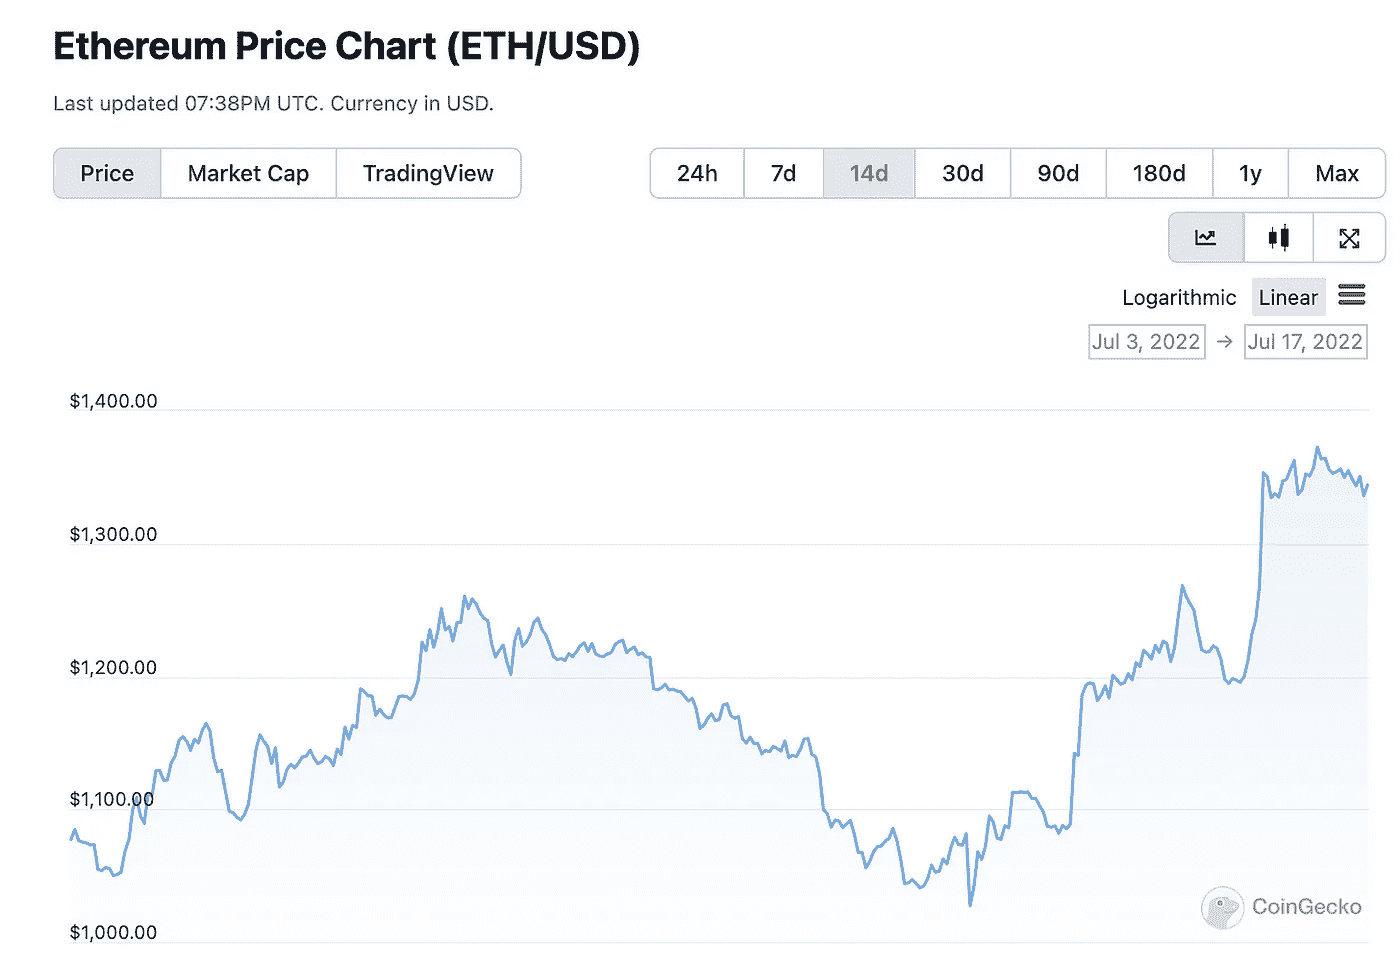 Ethereum Price Chart (ETH/USD)
Last updated 07:38PM UTC. Currency in USD.
Price Market Cap TradingView 24h 7d 14d 30d 90d 180d 1y Max
Logarithmic Linear
Jul 3, 2022 → Jul 17, 2022
$1,400.00
$1,300.00
$1,200.00
$1,100.00
CoinGecko
$1,000.00